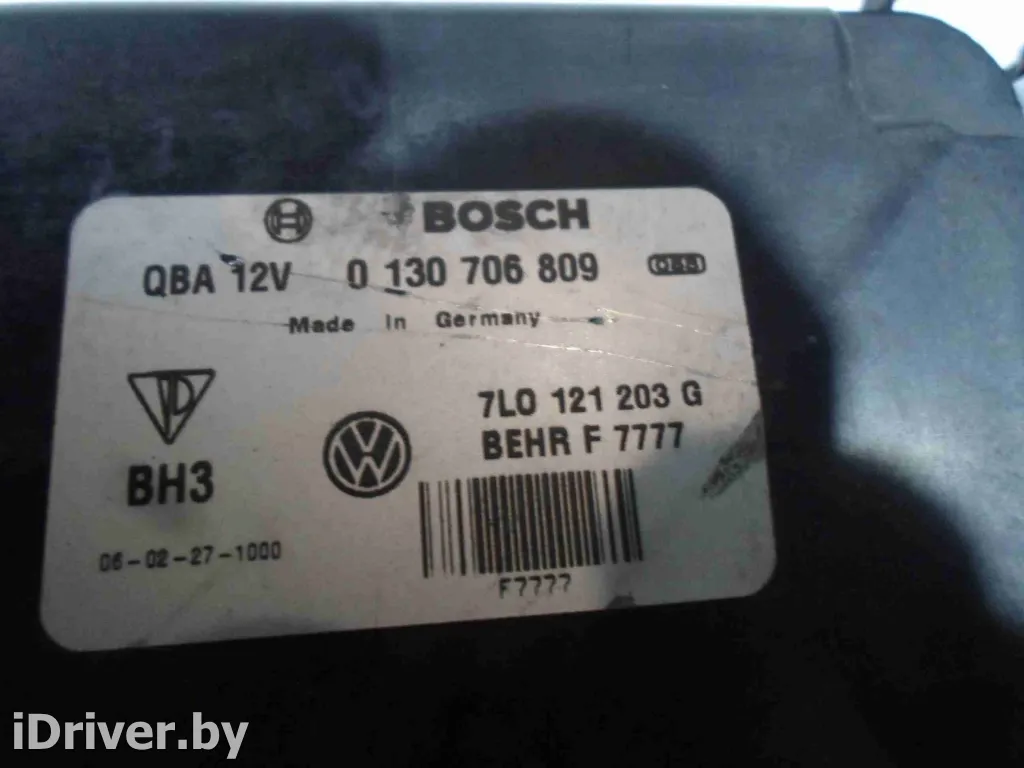 BOSCH
QBA 12V 0 130 706 809
Made in Germany
7L0 121 203 G
BEHR F 7777
BH3
06-02-27-1000
F7777
iDriver.by